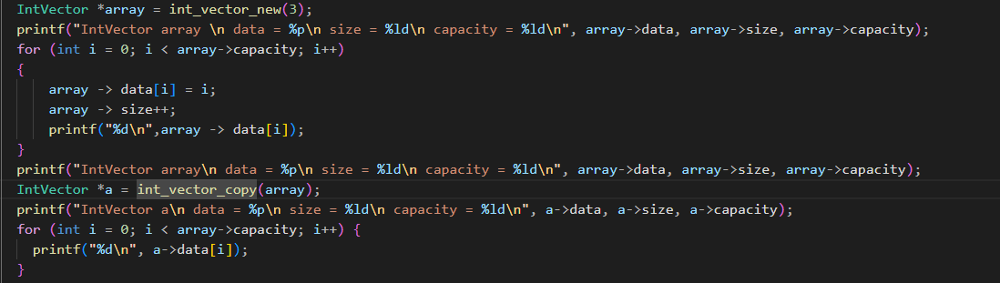 IntVector *array = int_vector_new(3);
printf("IntVector array \n data = %p\n size = %ld\n capacity = %ld\n", array->data, array->size, array->capacity);
for (int i = 0; i < array->capacity; i++)
{
    array -> data[i] = i;
    array -> size++;
    printf("%d\n",array -> data[i]);
}
printf("IntVector array\n data = %p\n size = %ld\n capacity = %ld\n", array->data, array->size, array->capacity);
IntVector *a = int_vector_copy(array);
printf("IntVector a\n data = %p\n size = %ld\n capacity = %ld\n", a->data, a->size, a->capacity);
for (int i = 0; i < array->capacity; i++) {
  printf("%d\n", a->data[i]);
}